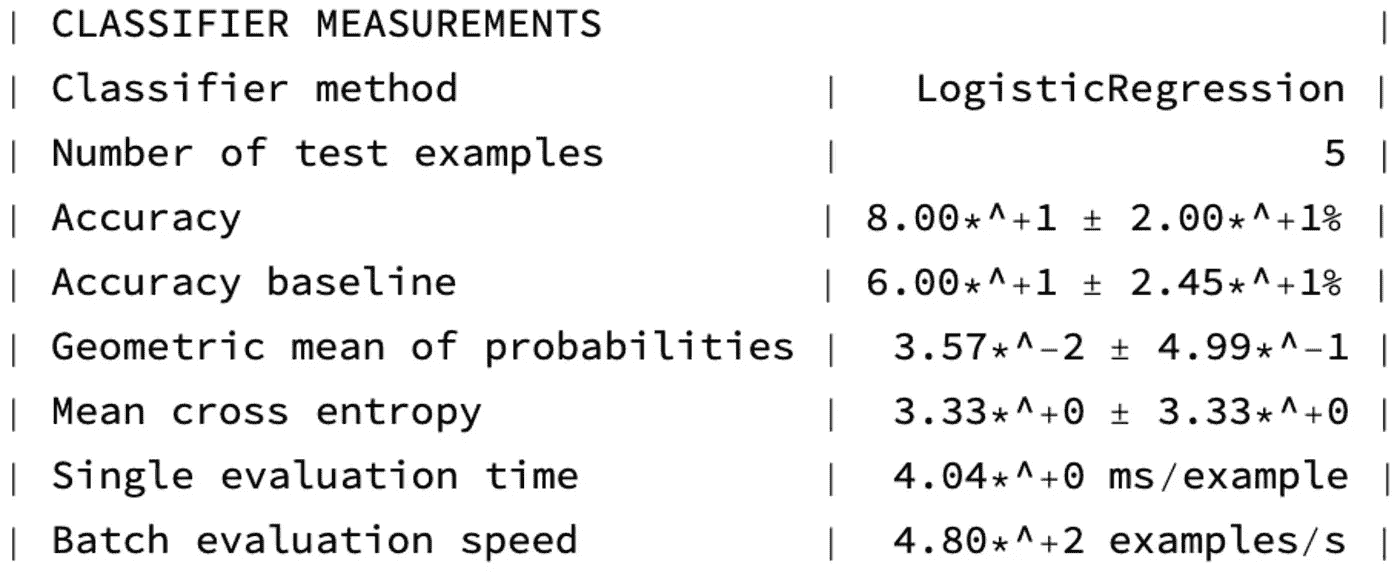 | CLASSIFIER MEASUREMENTS |
| Classifier method | LogisticRegression |
| Number of test examples | 5 |
| Accuracy | 8.00*^+1 ± 2.00*^+1% |
| Accuracy baseline | 6.00*^+1 ± 2.45*^+1% |
| Geometric mean of probabilities | 3.57*^-2 ± 4.99*^-1 |
| Mean cross entropy | 3.33*^+0 ± 3.33*^+0 |
| Single evaluation time | 4.04*^+0 ms/example |
| Batch evaluation speed | 4.80*^+2 examples/s |